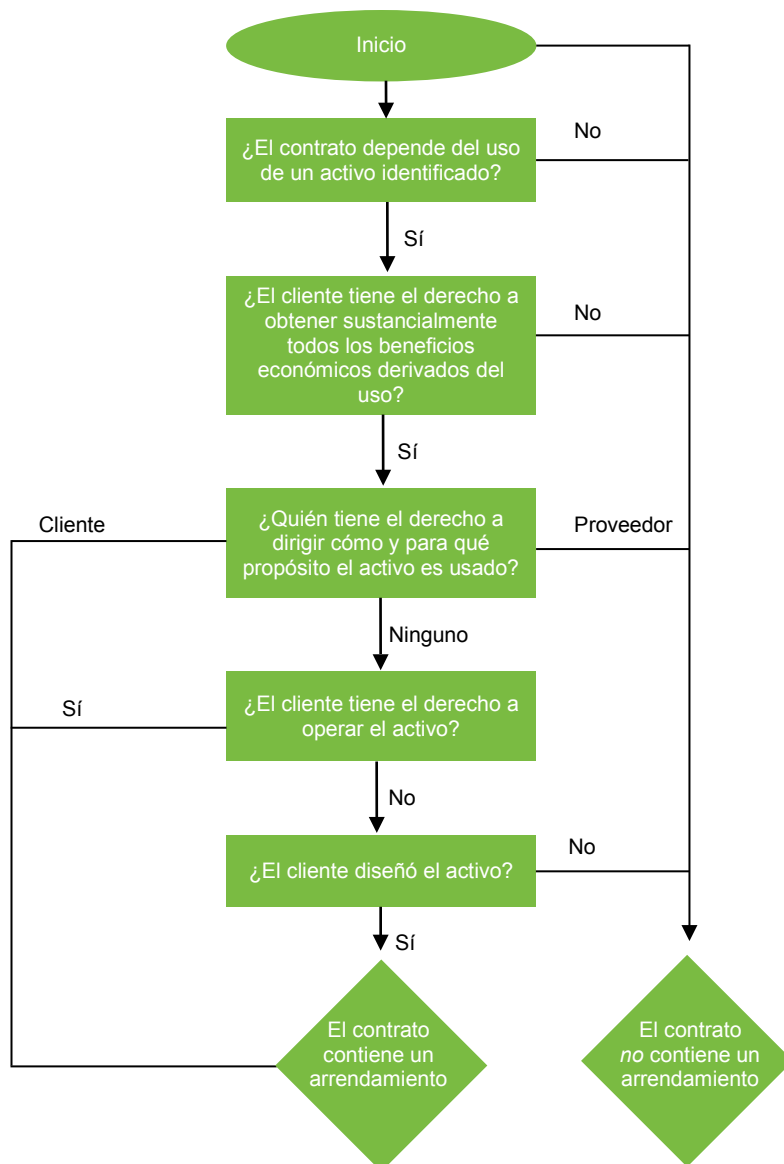 Inicio
¿El contrato depende del uso
de un activo identificado?
No
Sí
¿El cliente tiene el derecho a
obtener sustancialmente
todos los beneficios
económicos derivados del
uso?
No
Sí
Cliente
¿Quién tiene el derecho a
dirigir cómo y para qué
propósito el activo es usado?
Proveedor
Ninguno
Sí
¿El cliente tiene el derecho a
operar el activo?
No
¿El cliente diseñó el activo?
No
Sí
El contrato
contiene un
arrendamiento
El contrato
no contiene un
arrendamiento